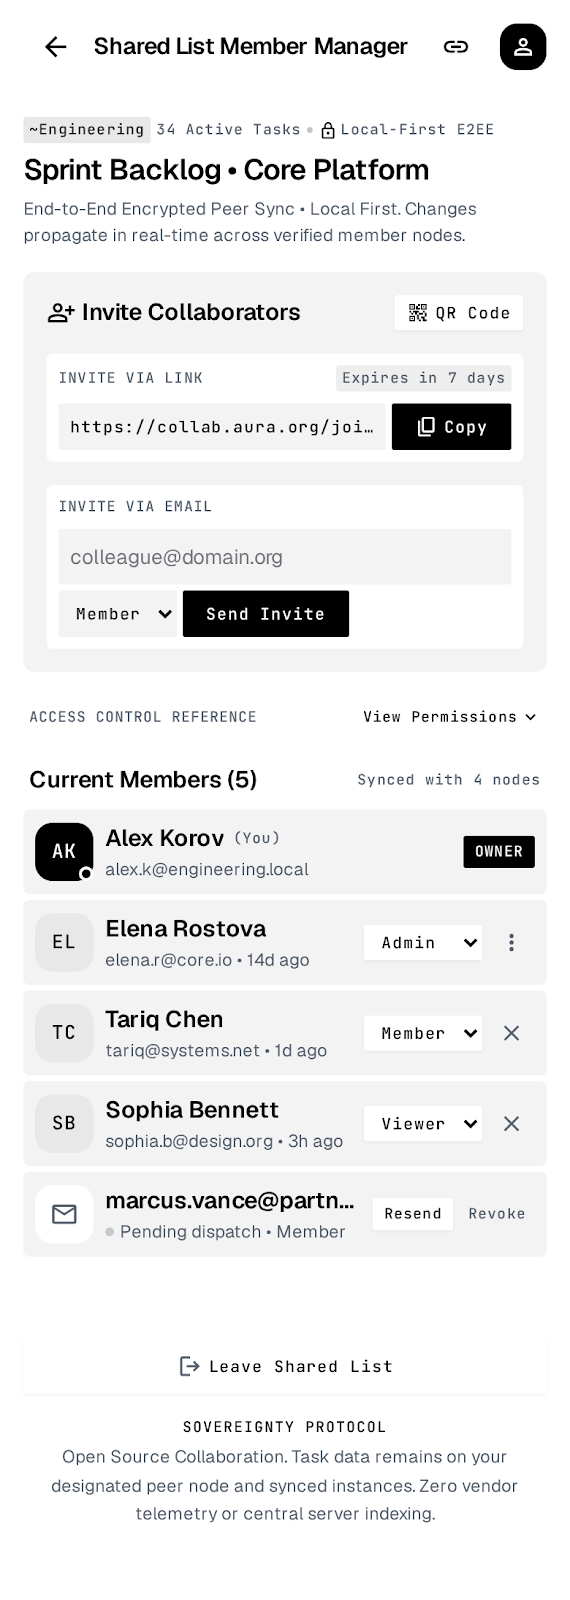 Shared List Member Manager
~Engineering 34 Active Tasks Local-First E2EE
Sprint Backlog • Core Platform
End-to-End Encrypted Peer Sync • Local First. Changes
propagate in real-time across verified member nodes.
Invite Collaborators
QR Code
INVITE VIA LINK
Expires in 7 days
https://collab.aura.org/joi…
Copy
INVITE VIA EMAIL
colleague@domain.org
Member
Send Invite
ACCESS CONTROL REFERENCE
View Permissions
Current Members (5)
Synced with 4 nodes
AK
Alex Korov (You)
alex.k@engineering.local
OWNER
EL
Elena Rostova
elena.r@core.io • 14d ago
Admin
TC
Tariq Chen
tariq@systems.net • 1d ago
Member
SB
Sophia Bennett
sophia.b@design.org • 3h ago
Viewer
marcus.vance@partn...
Pending dispatch • Member
Resend
Revoke
Leave Shared List
SOVEREIGNTY PROTOCOL
Open Source Collaboration. Task data remains on your
designated peer node and synced instances. Zero vendor
telemetry or central server indexing.